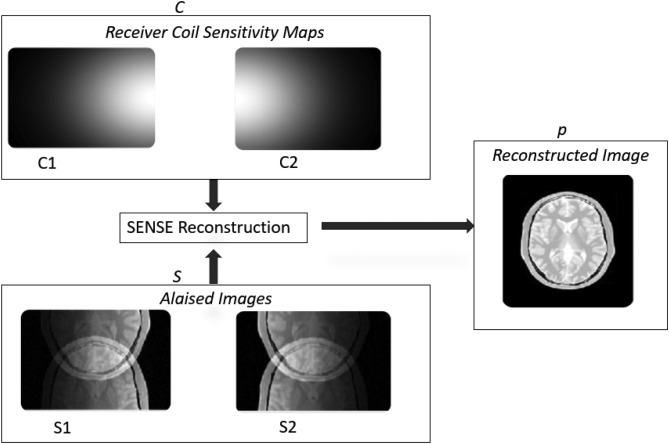 C
Receiver Coil Sensitivity Maps
C1
C2
SENSE Reconstruction
p
Reconstructed Image
S
Alaised Images
S1
S2